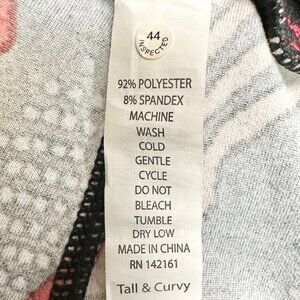 44
INSPECTED
92% POLYESTER
8% SPANDEX
MACHINE
WASH
COLD
GENTLE
CYCLE
DO NOT
BLEACH
TUMBLE
DRY LOW
MADE IN CHINA
RN 142161
Tall & Curvy